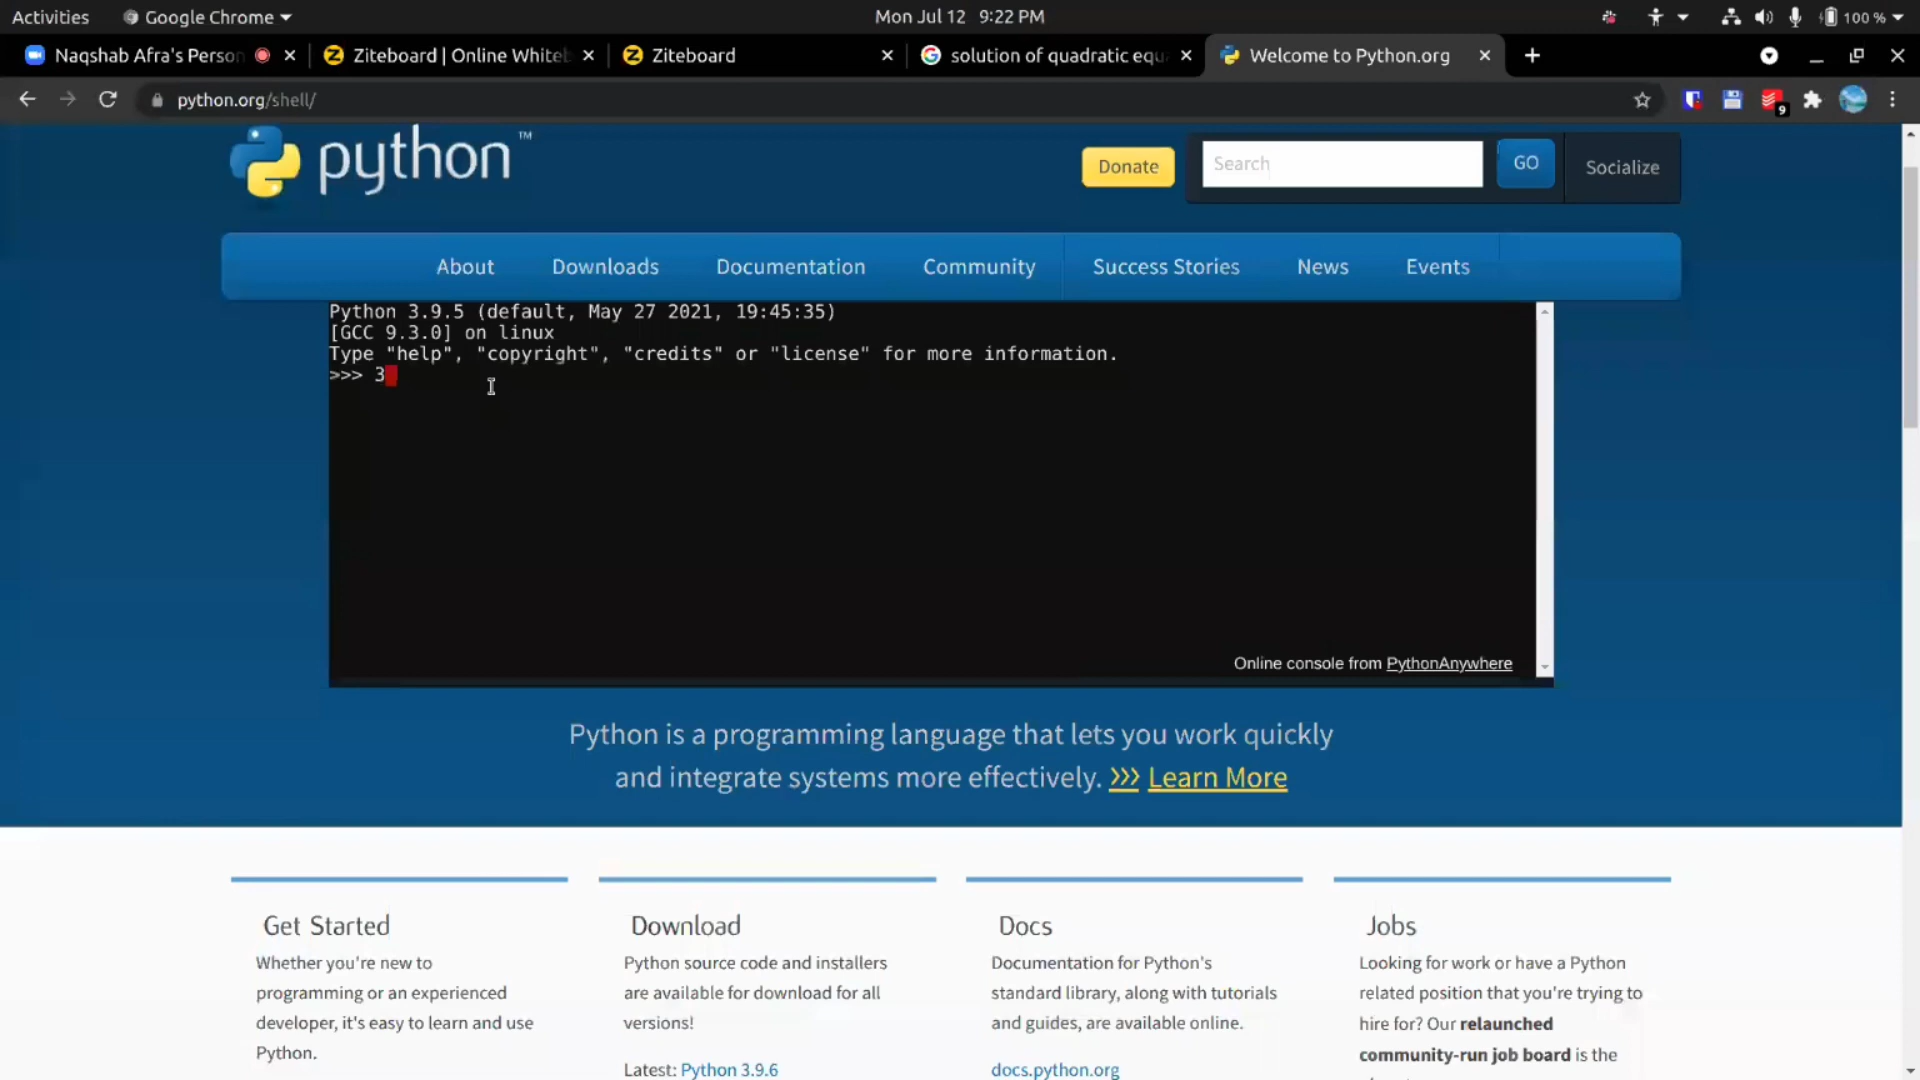 Activities Google Chrome Mon Jul 12 9:22 PM 100 %
Naqshab Afra's Person Ziteboard | Online Whiteb Ziteboard solution of quadratic equ Welcome to Python.org
python.org/shell/ 9
python™ Donate Search GO Socialize
About Downloads Documentation Community Success Stories News Events
Python 3.9.5 (default, May 27 2021, 19:45:35)
[GCC 9.3.0] on linux
Type "help", "copyright", "credits" or "license" for more information.
>>> 3
Online console from PythonAnywhere
Python is a programming language that lets you work quickly
and integrate systems more effectively. >>> Learn More
Get Started
Whether you're new to
programming or an experienced
developer, it's easy to learn and use
Python.
Download
Python source code and installers
are available for download for all
versions!
Latest: Python 3.9.6
Docs
Documentation for Python's
standard library, along with tutorials
and guides, are available online.
docs.python.org
Jobs
Looking for work or have a Python
related position that you're trying to
hire for? Our relaunched
community-run job board is the